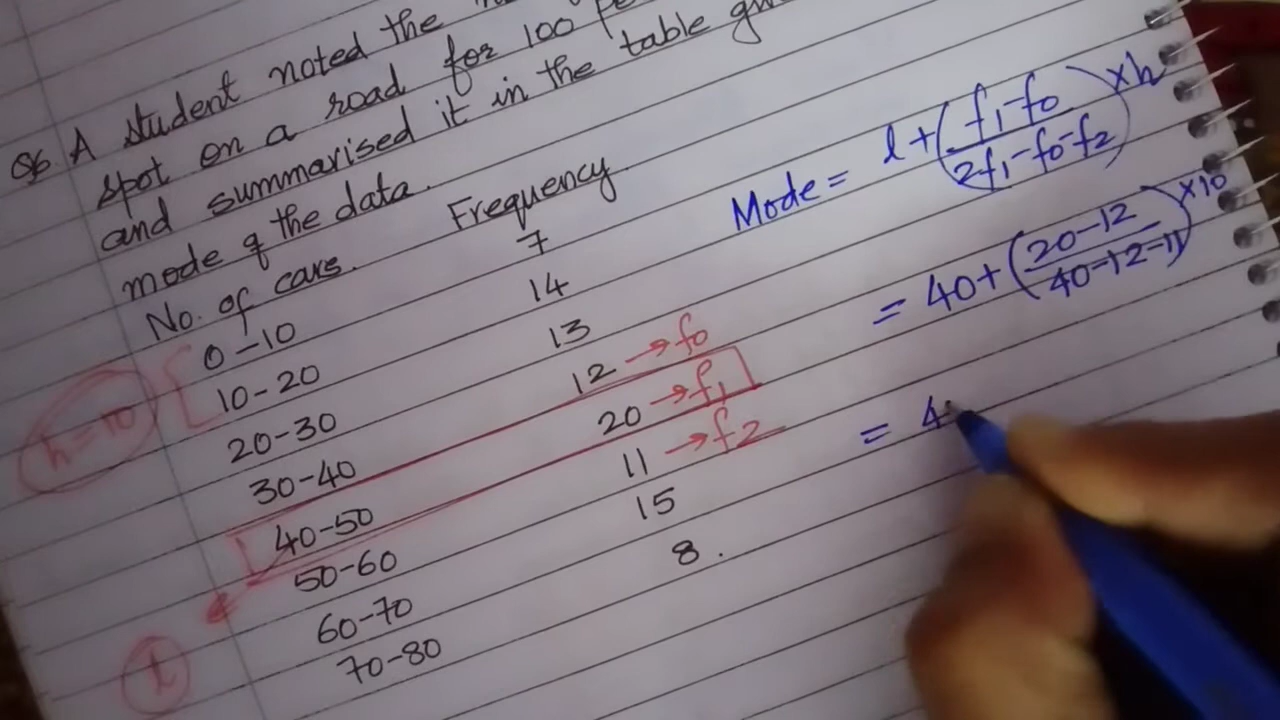 Q6. A student noted the
spot on a road for 100
and summarised it in the table
mode of the data.
No. of cars. Frequency
0-10 7
10-20 14
20-30 13
30-40 12 → f0
40-50 20 → f1
50-60 11 → f2
60-70 15
70-80 8.
h=10
l
Mode = l + (f1-f0 / 2f1-f0-f2) × h
= 40 + (20-12 / 40-12-11) × 10
= 4